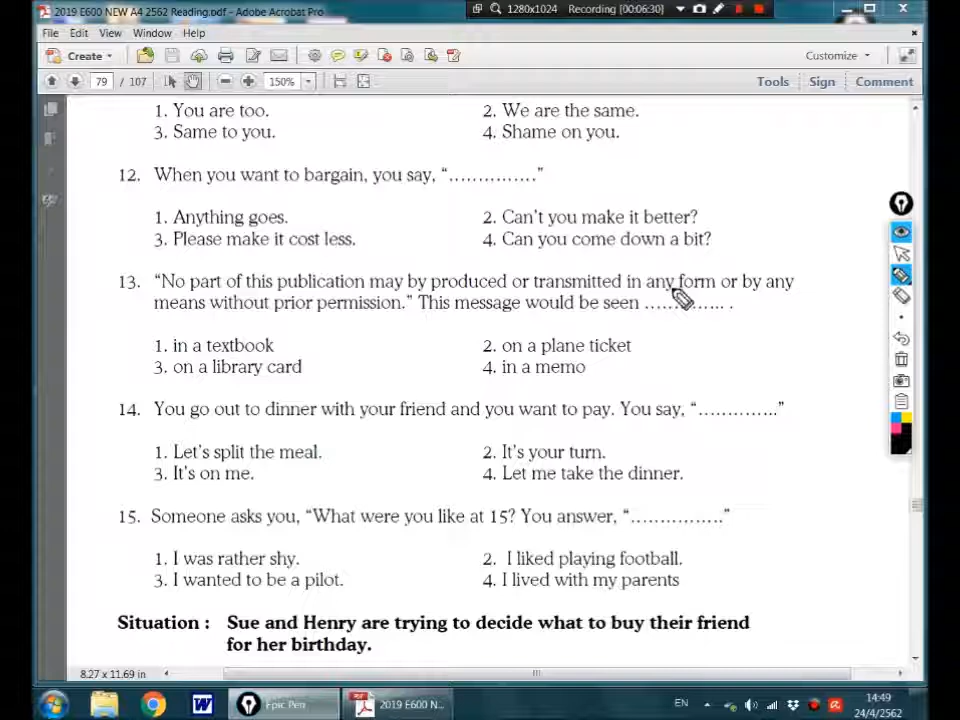 2019 E600 NEW A4 2562 Reading.pdf - Adobe Acrobat Pro
1280x1024 Recording [00:06:30]
File Edit View Window Help
Create Customize
79 / 107 150% Tools Sign Comment
1. You are too. 2. We are the same.
3. Same to you. 4. Shame on you.
12. When you want to bargain, you say, “……………”
1. Anything goes. 2. Can’t you make it better?
3. Please make it cost less. 4. Can you come down a bit?
13. “No part of this publication may by produced or transmitted in any form or by any
means without prior permission.” This message would be seen ………….. .
1. in a textbook 2. on a plane ticket
3. on a library card 4. in a memo
14. You go out to dinner with your friend and you want to pay. You say, “…………..”
1. Let’s split the meal. 2. It’s your turn.
3. It’s on me. 4. Let me take the dinner.
15. Someone asks you, “What were you like at 15? You answer, “…………….”
1. I was rather shy. 2. I liked playing football.
3. I wanted to be a pilot. 4. I lived with my parents
Situation : Sue and Henry are trying to decide what to buy their friend
for her birthday.
8.27 x 11.69 in
Epic Pen 2019 E600 N... EN 14:49
24/4/2562